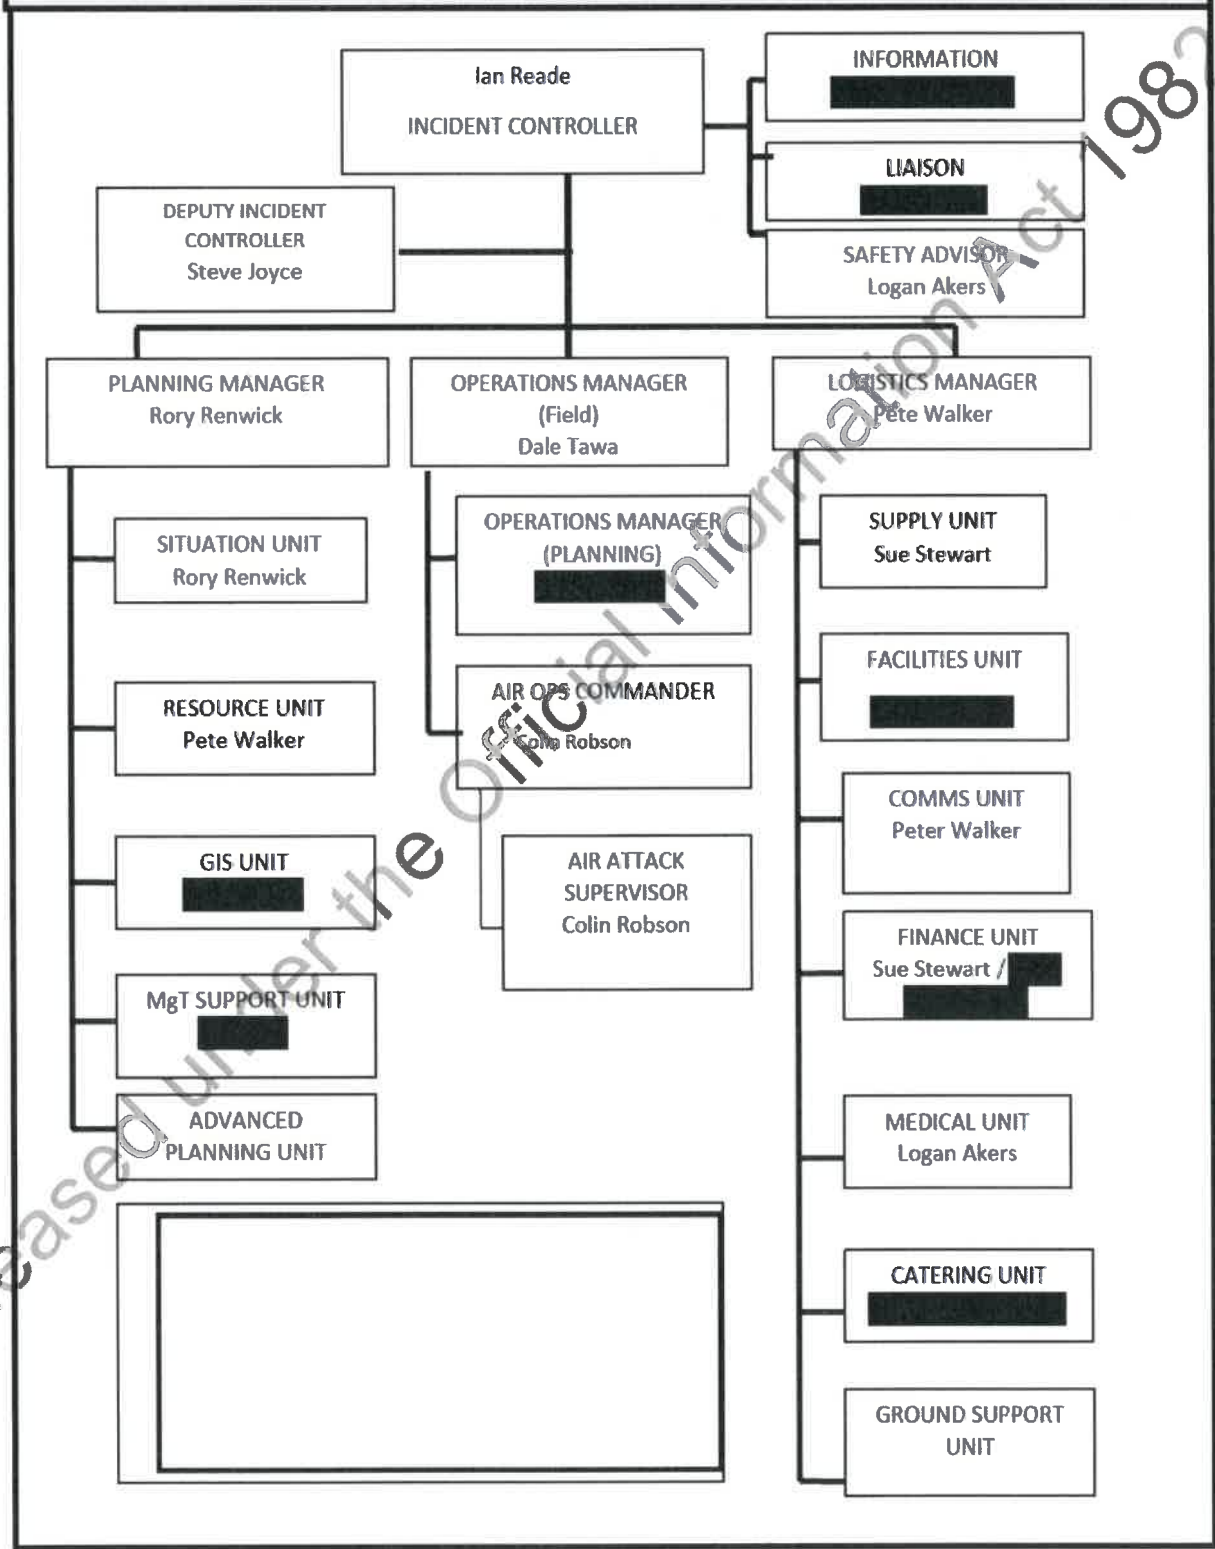 Ian Reade
INCIDENT CONTROLLER
INFORMATION
LIAISON
SAFETY ADVISOR
Logan Akers
DEPUTY INCIDENT
CONTROLLER
Steve Joyce
PLANNING MANAGER
Rory Renwick
OPERATIONS MANAGER
(Field)
Dale Tawa
LOGISTICS MANAGER
Pete Walker
SITUATION UNIT
Rory Renwick
RESOURCE UNIT
Pete Walker
GIS UNIT
MgT SUPPORT UNIT
ADVANCED
PLANNING UNIT
OPERATIONS MANAGER
(PLANNING)
AIR OPS COMMANDER
Colin Robson
AIR ATTACK
SUPERVISOR
Colin Robson
SUPPLY UNIT
Sue Stewart
FACILITIES UNIT
COMMS UNIT
Peter Walker
FINANCE UNIT
Sue Stewart /
MEDICAL UNIT
Logan Akers
CATERING UNIT
GROUND SUPPORT
UNIT
under the Official Information Act